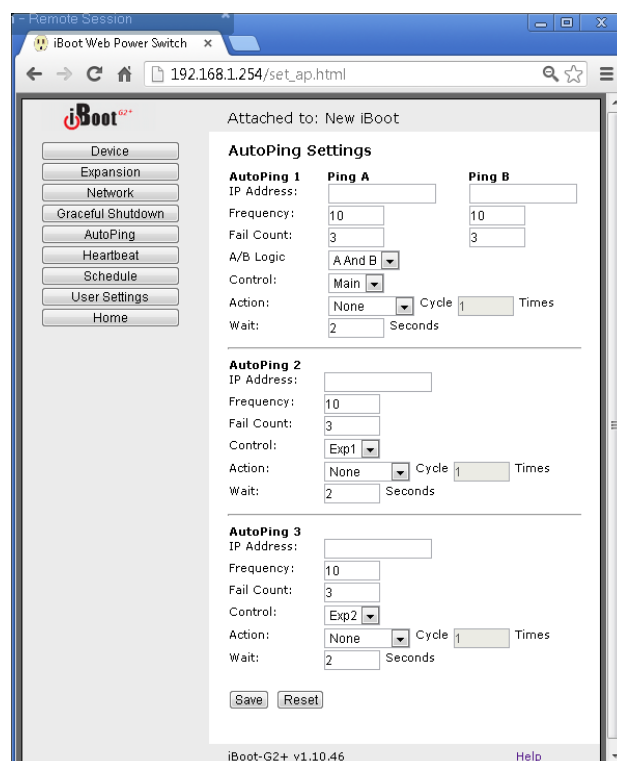 - Remote Session
iBoot Web Power Switch x
192.168.1.254/set_ap.html
iBoot G2+
Attached to: New iBoot
Device
Expansion
Network
Graceful Shutdown
AutoPing
Heartbeat
Schedule
User Settings
Home
AutoPing Settings
AutoPing 1 Ping A Ping B
IP Address:
Frequency: 10 10
Fail Count: 3 3
A/B Logic A And B
Control: Main
Action: None Cycle 1 Times
Wait: 2 Seconds
AutoPing 2
IP Address:
Frequency: 10
Fail Count: 3
Control: Exp1
Action: None Cycle 1 Times
Wait: 2 Seconds
AutoPing 3
IP Address:
Frequency: 10
Fail Count: 3
Control: Exp2
Action: None Cycle 1 Times
Wait: 2 Seconds
Save Reset
iBoot-G2+ v1.10.46 Help